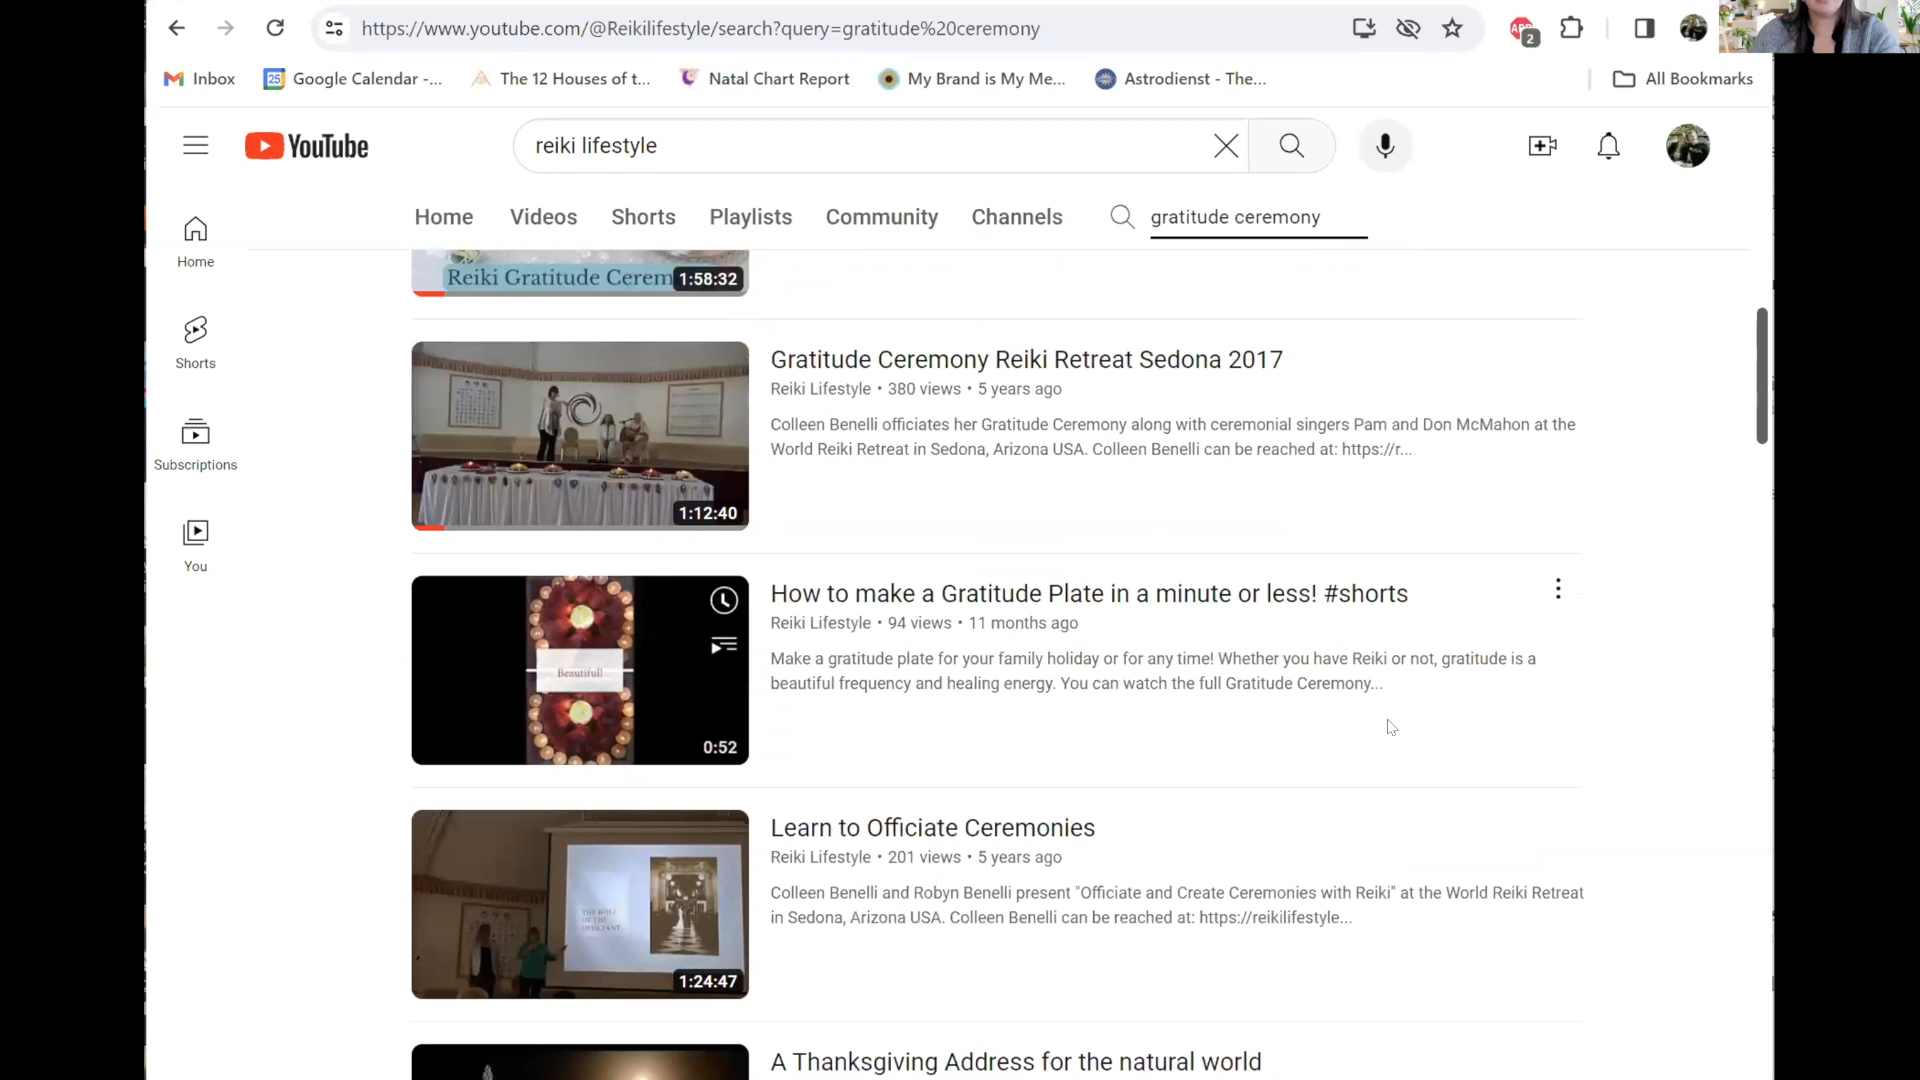 https://www.youtube.com/@Reikilifestyle/search?query=gratitude%20ceremony
2
Inbox
25
Google Calendar -...
The 12 Houses of t...
Natal Chart Report
My Brand is My Me...
Astrodienst - The...
All Bookmarks
YouTube
reiki lifestyle
Home
Videos
Shorts
Playlists
Community
Channels
gratitude ceremony
Home
Shorts
Subscriptions
You
Reiki Gratitude Cerem
1:58:32
Gratitude Ceremony Reiki Retreat Sedona 2017
Reiki Lifestyle • 380 views • 5 years ago
Colleen Benelli officiates her Gratitude Ceremony along with ceremonial singers Pam and Don McMahon at the
World Reiki Retreat in Sedona, Arizona USA. Colleen Benelli can be reached at: https://r...
1:12:40
How to make a Gratitude Plate in a minute or less! #shorts
Reiki Lifestyle • 94 views • 11 months ago
Make a gratitude plate for your family holiday or for any time! Whether you have Reiki or not, gratitude is a
beautiful frequency and healing energy. You can watch the full Gratitude Ceremony...
Beautiful!
0:52
Learn to Officiate Ceremonies
Reiki Lifestyle • 201 views • 5 years ago
Colleen Benelli and Robyn Benelli present "Officiate and Create Ceremonies with Reiki" at the World Reiki Retreat
in Sedona, Arizona USA. Colleen Benelli can be reached at: https://reikilifestyle...
THE ROLE
OF THE
OFFICIANT
1:24:47
A Thanksgiving Address for the natural world